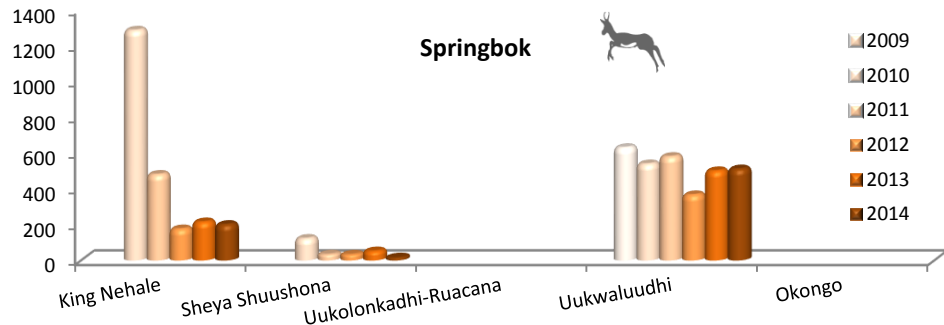 Springbok
1400
1200
1000
800
600
400
200
0
King Nehale
Sheya Shuushona
Uukolonkadhi-Ruacana
Uukwaluudhi
Okongo
2009
2010
2011
2012
2013
2014